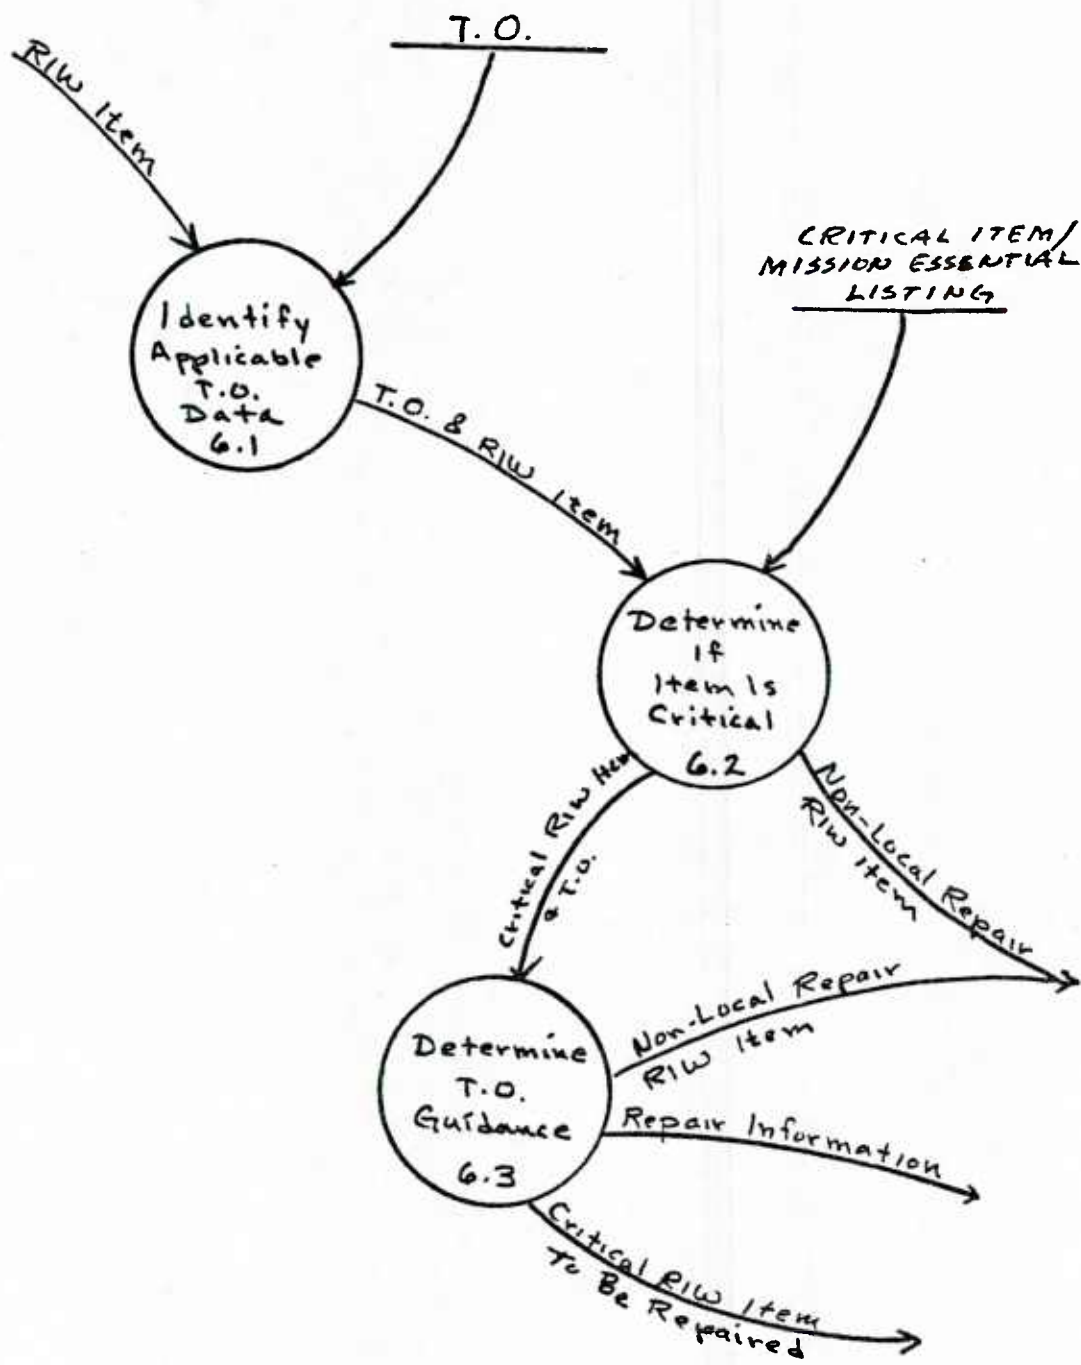 T.O.
RIW Item
CRITICAL ITEM/
MISSION ESSENTIAL
LISTING
Identify
Applicable
T.O.
Data
6.1
T.O. & RIW Item
Determine
If
Item Is
Critical
6.2
Critical RIW Item
& T.O.
Non-Local Repair
RIW Item
Non-Local Repair
RIW Item
Determine
T.O.
Guidance
6.3
Repair Information
Critical RIW Item
To Be Repaired